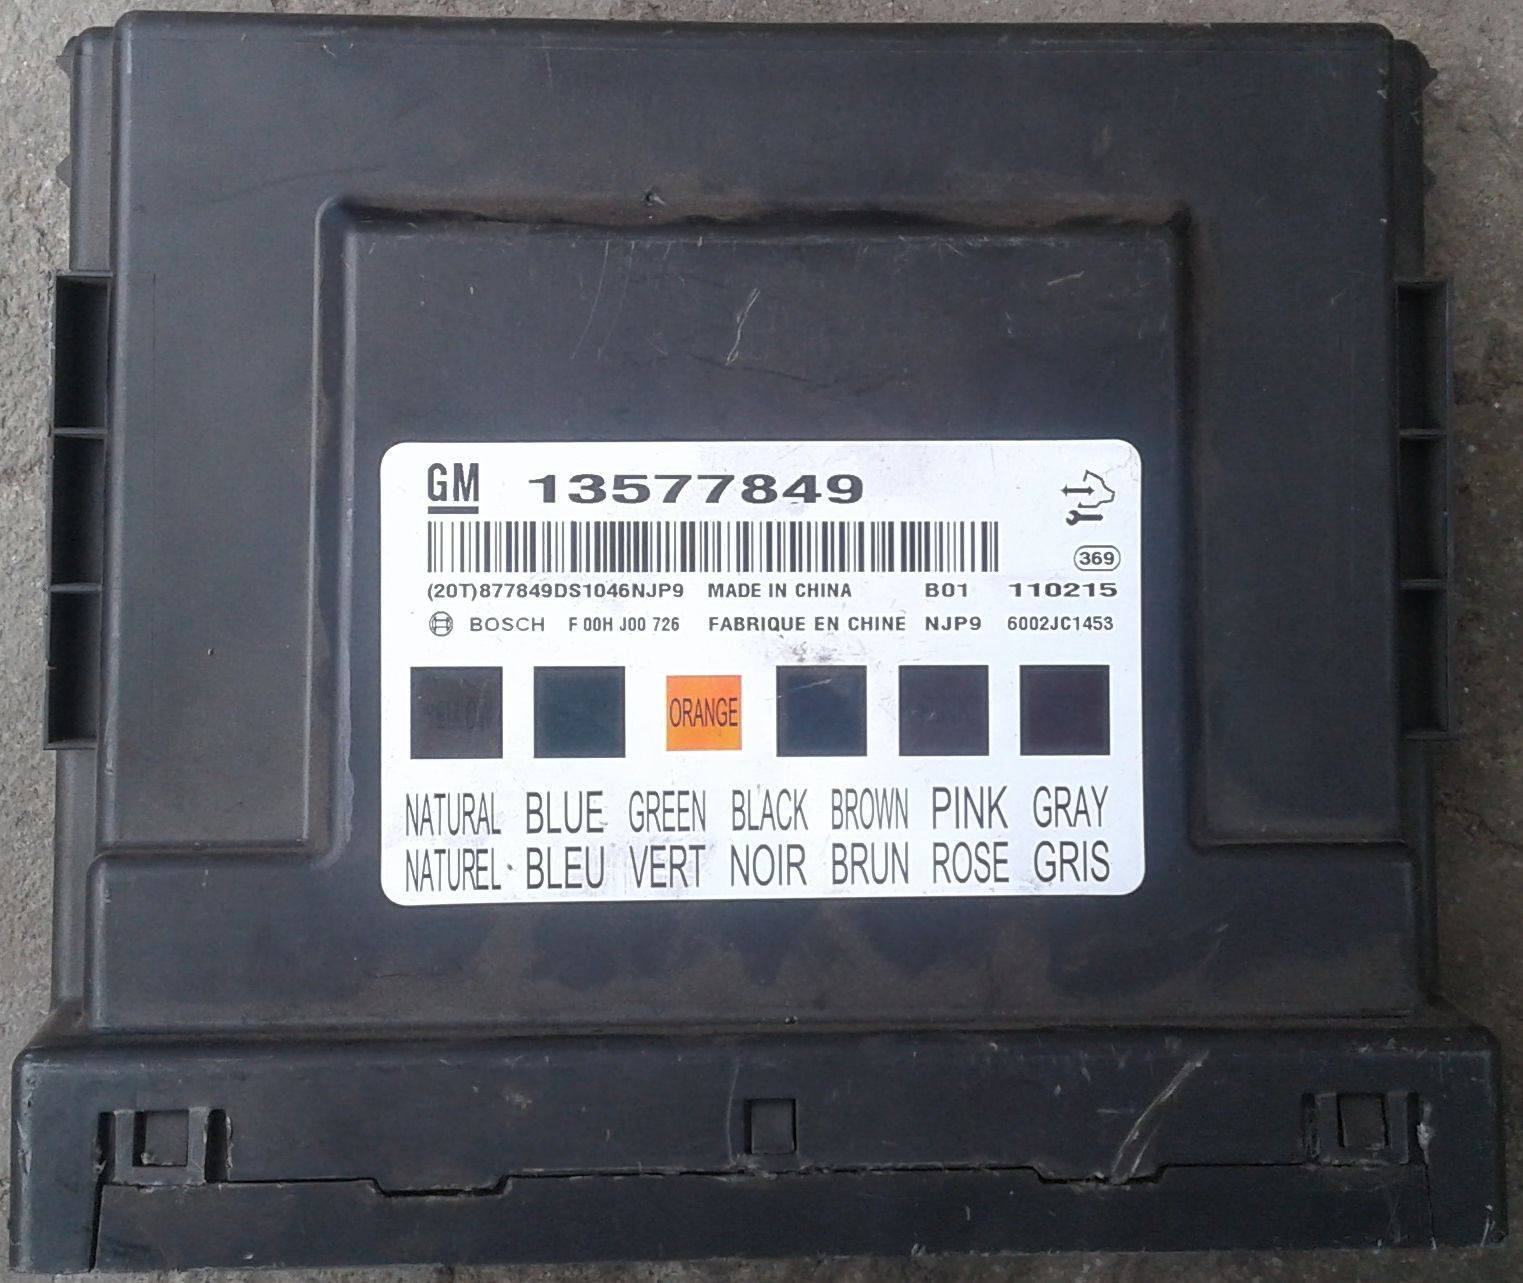 GM 13577849
369
(20T)877849DS1046NJP9 MADE IN CHINA B01 110215
BOSCH F 00H J00 726 FABRIQUE EN CHINE NJP9 6002JC1453
ORANGE
NATURAL BLUE GREEN BLACK BROWN PINK GRAY
NATUREL BLEU VERT NOIR BRUN ROSE GRIS